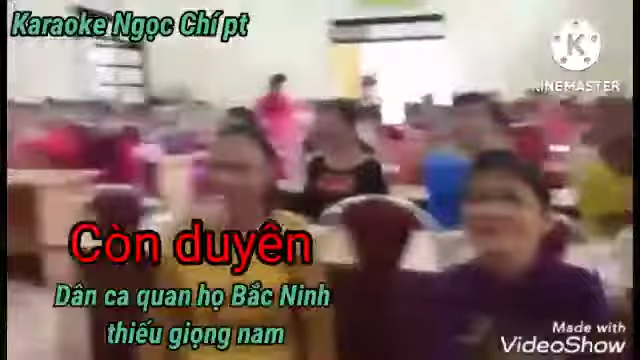 Karaoke Ngọc Chí pt
K
KINEMASTER
Còn duyên
Dân ca quan họ Bắc Ninh
thiếu giọng nam
Made with
VideoShow